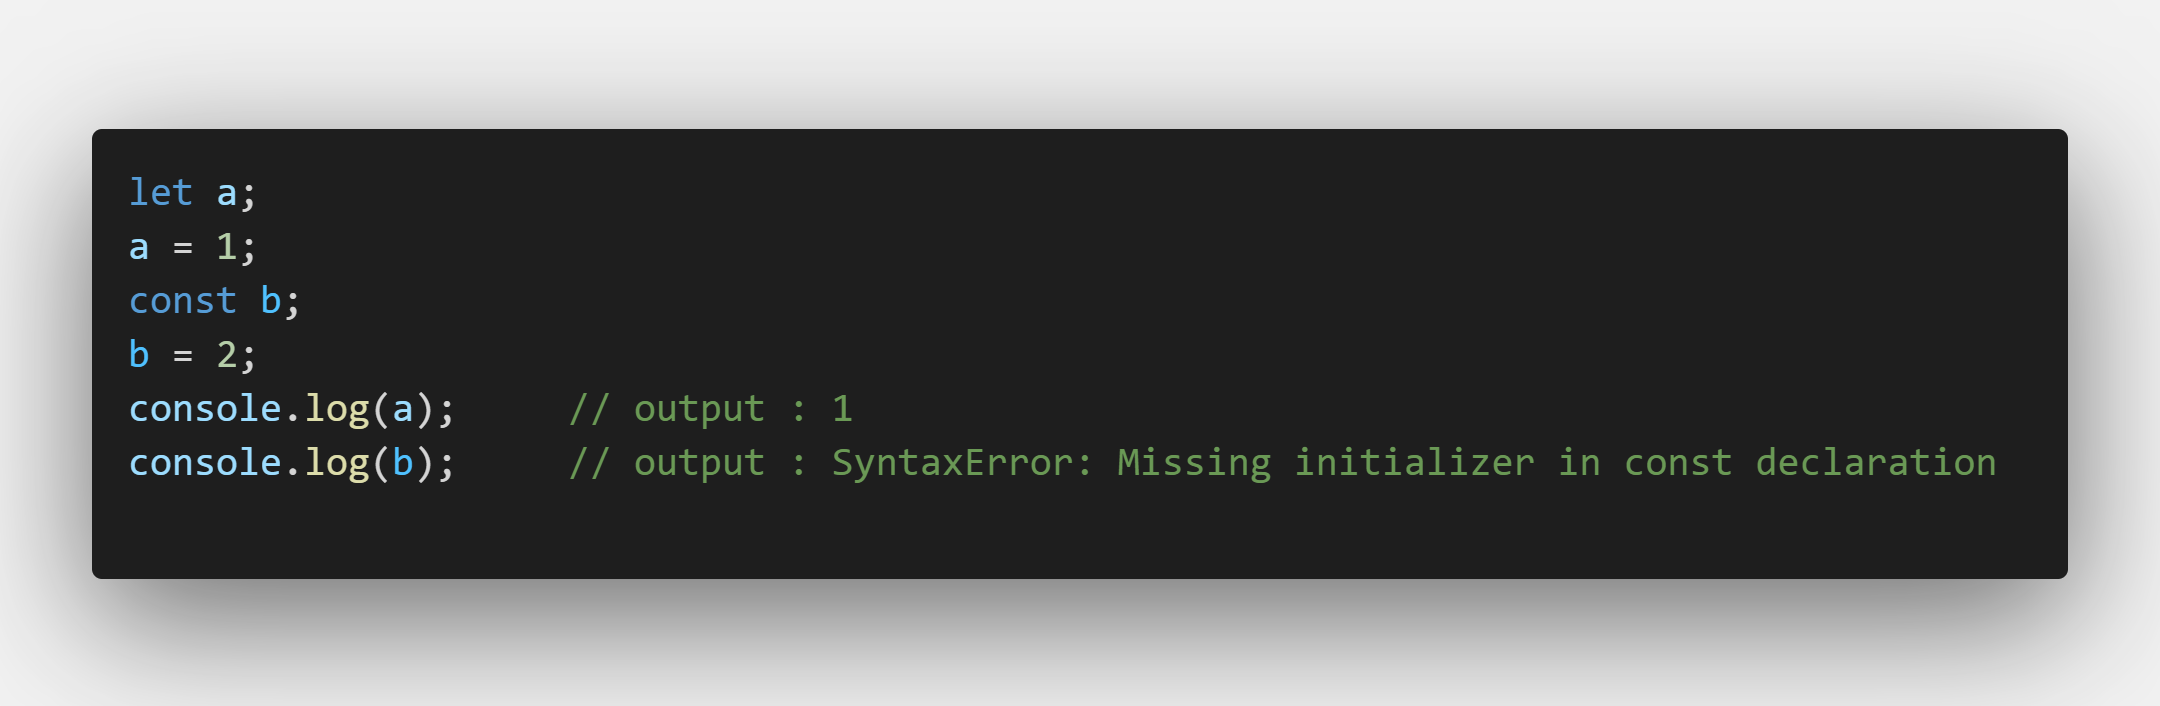 let a;
a = 1;
const b;
b = 2;
console.log(a);     // output : 1
console.log(b);     // output : SyntaxError: Missing initializer in const declaration